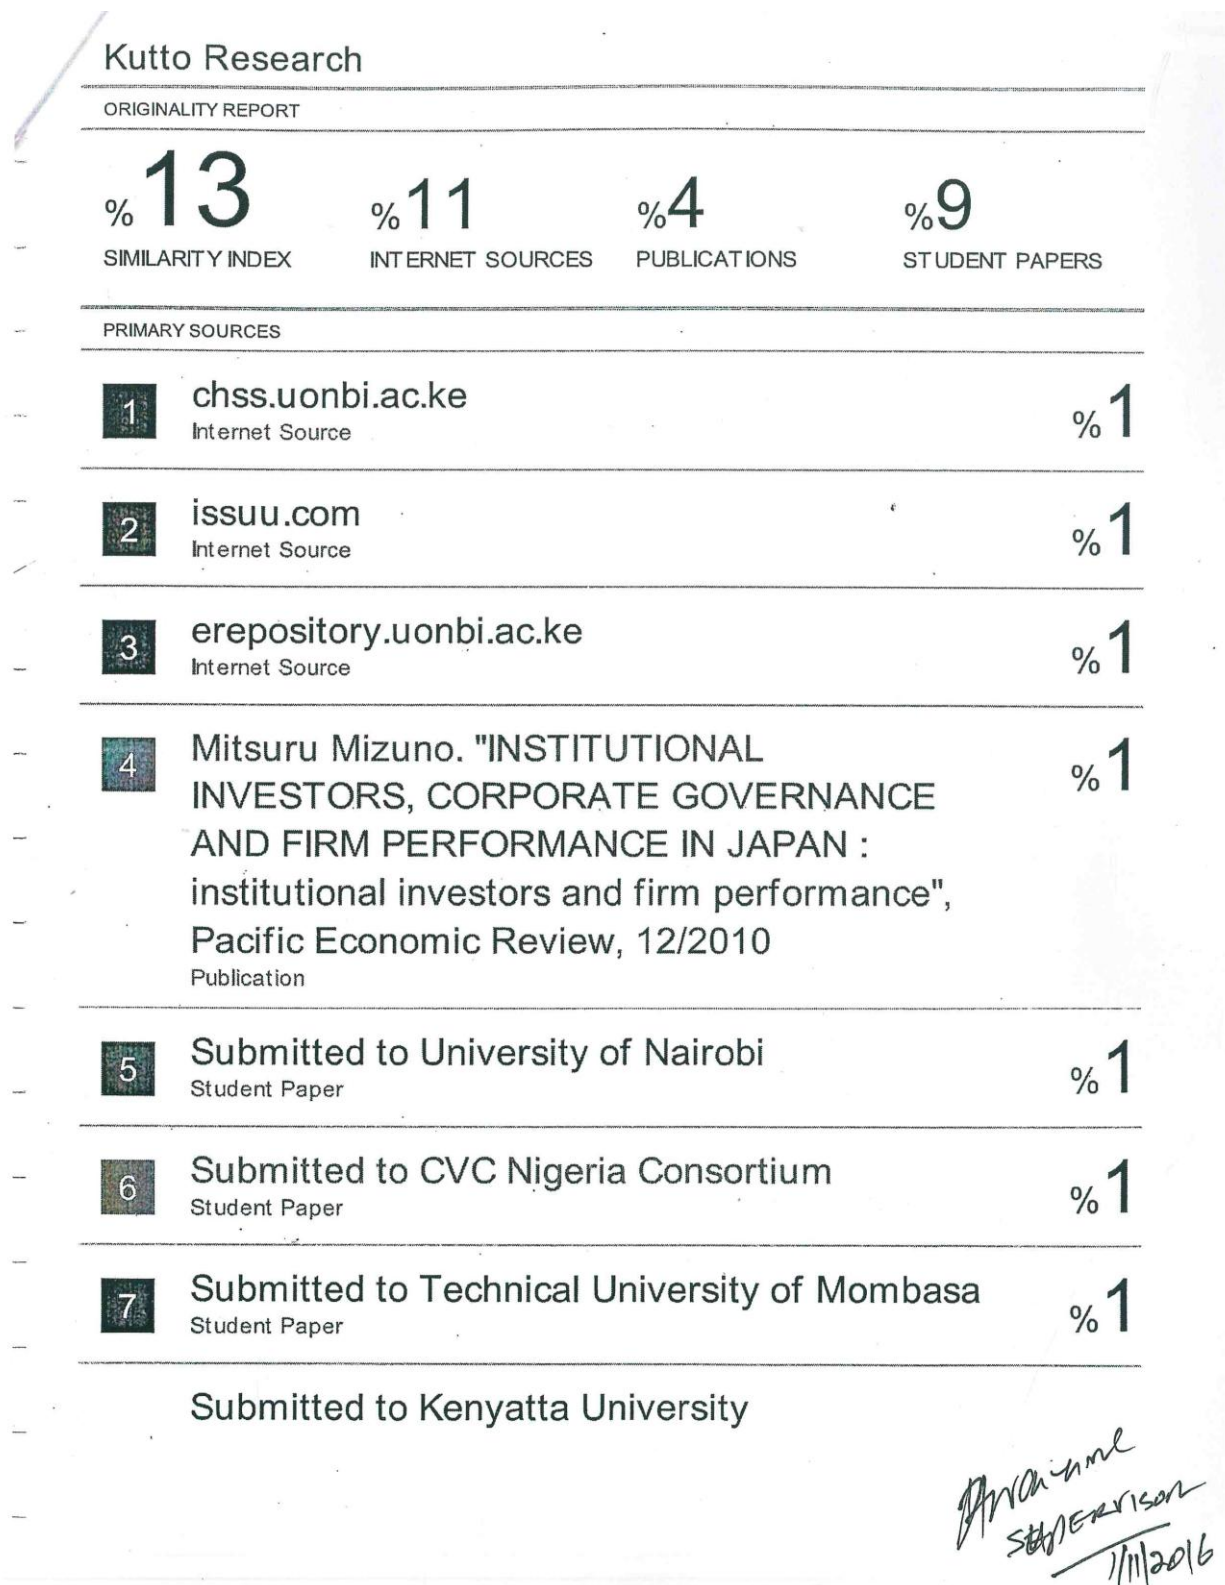 Kutto Research
ORIGINALITY REPORT
%13
SIMILARITY INDEX
%11
INTERNET SOURCES
%4
PUBLICATIONS
%9
STUDENT PAPERS
PRIMARY SOURCES
1
chss.uonbi.ac.ke
Internet Source
%1
2
issuu.com
Internet Source
%1
3
erepository.uonbi.ac.ke
Internet Source
%1
4
Mitsuru Mizuno. "INSTITUTIONAL
INVESTORS, CORPORATE GOVERNANCE
AND FIRM PERFORMANCE IN JAPAN :
institutional investors and firm performance",
Pacific Economic Review, 12/2010
Publication
%1
5
Submitted to University of Nairobi
Student Paper
%1
6
Submitted to CVC Nigeria Consortium
Student Paper
%1
7
Submitted to Technical University of Mombasa
Student Paper
%1
Submitted to Kenyatta University
1/11/2016